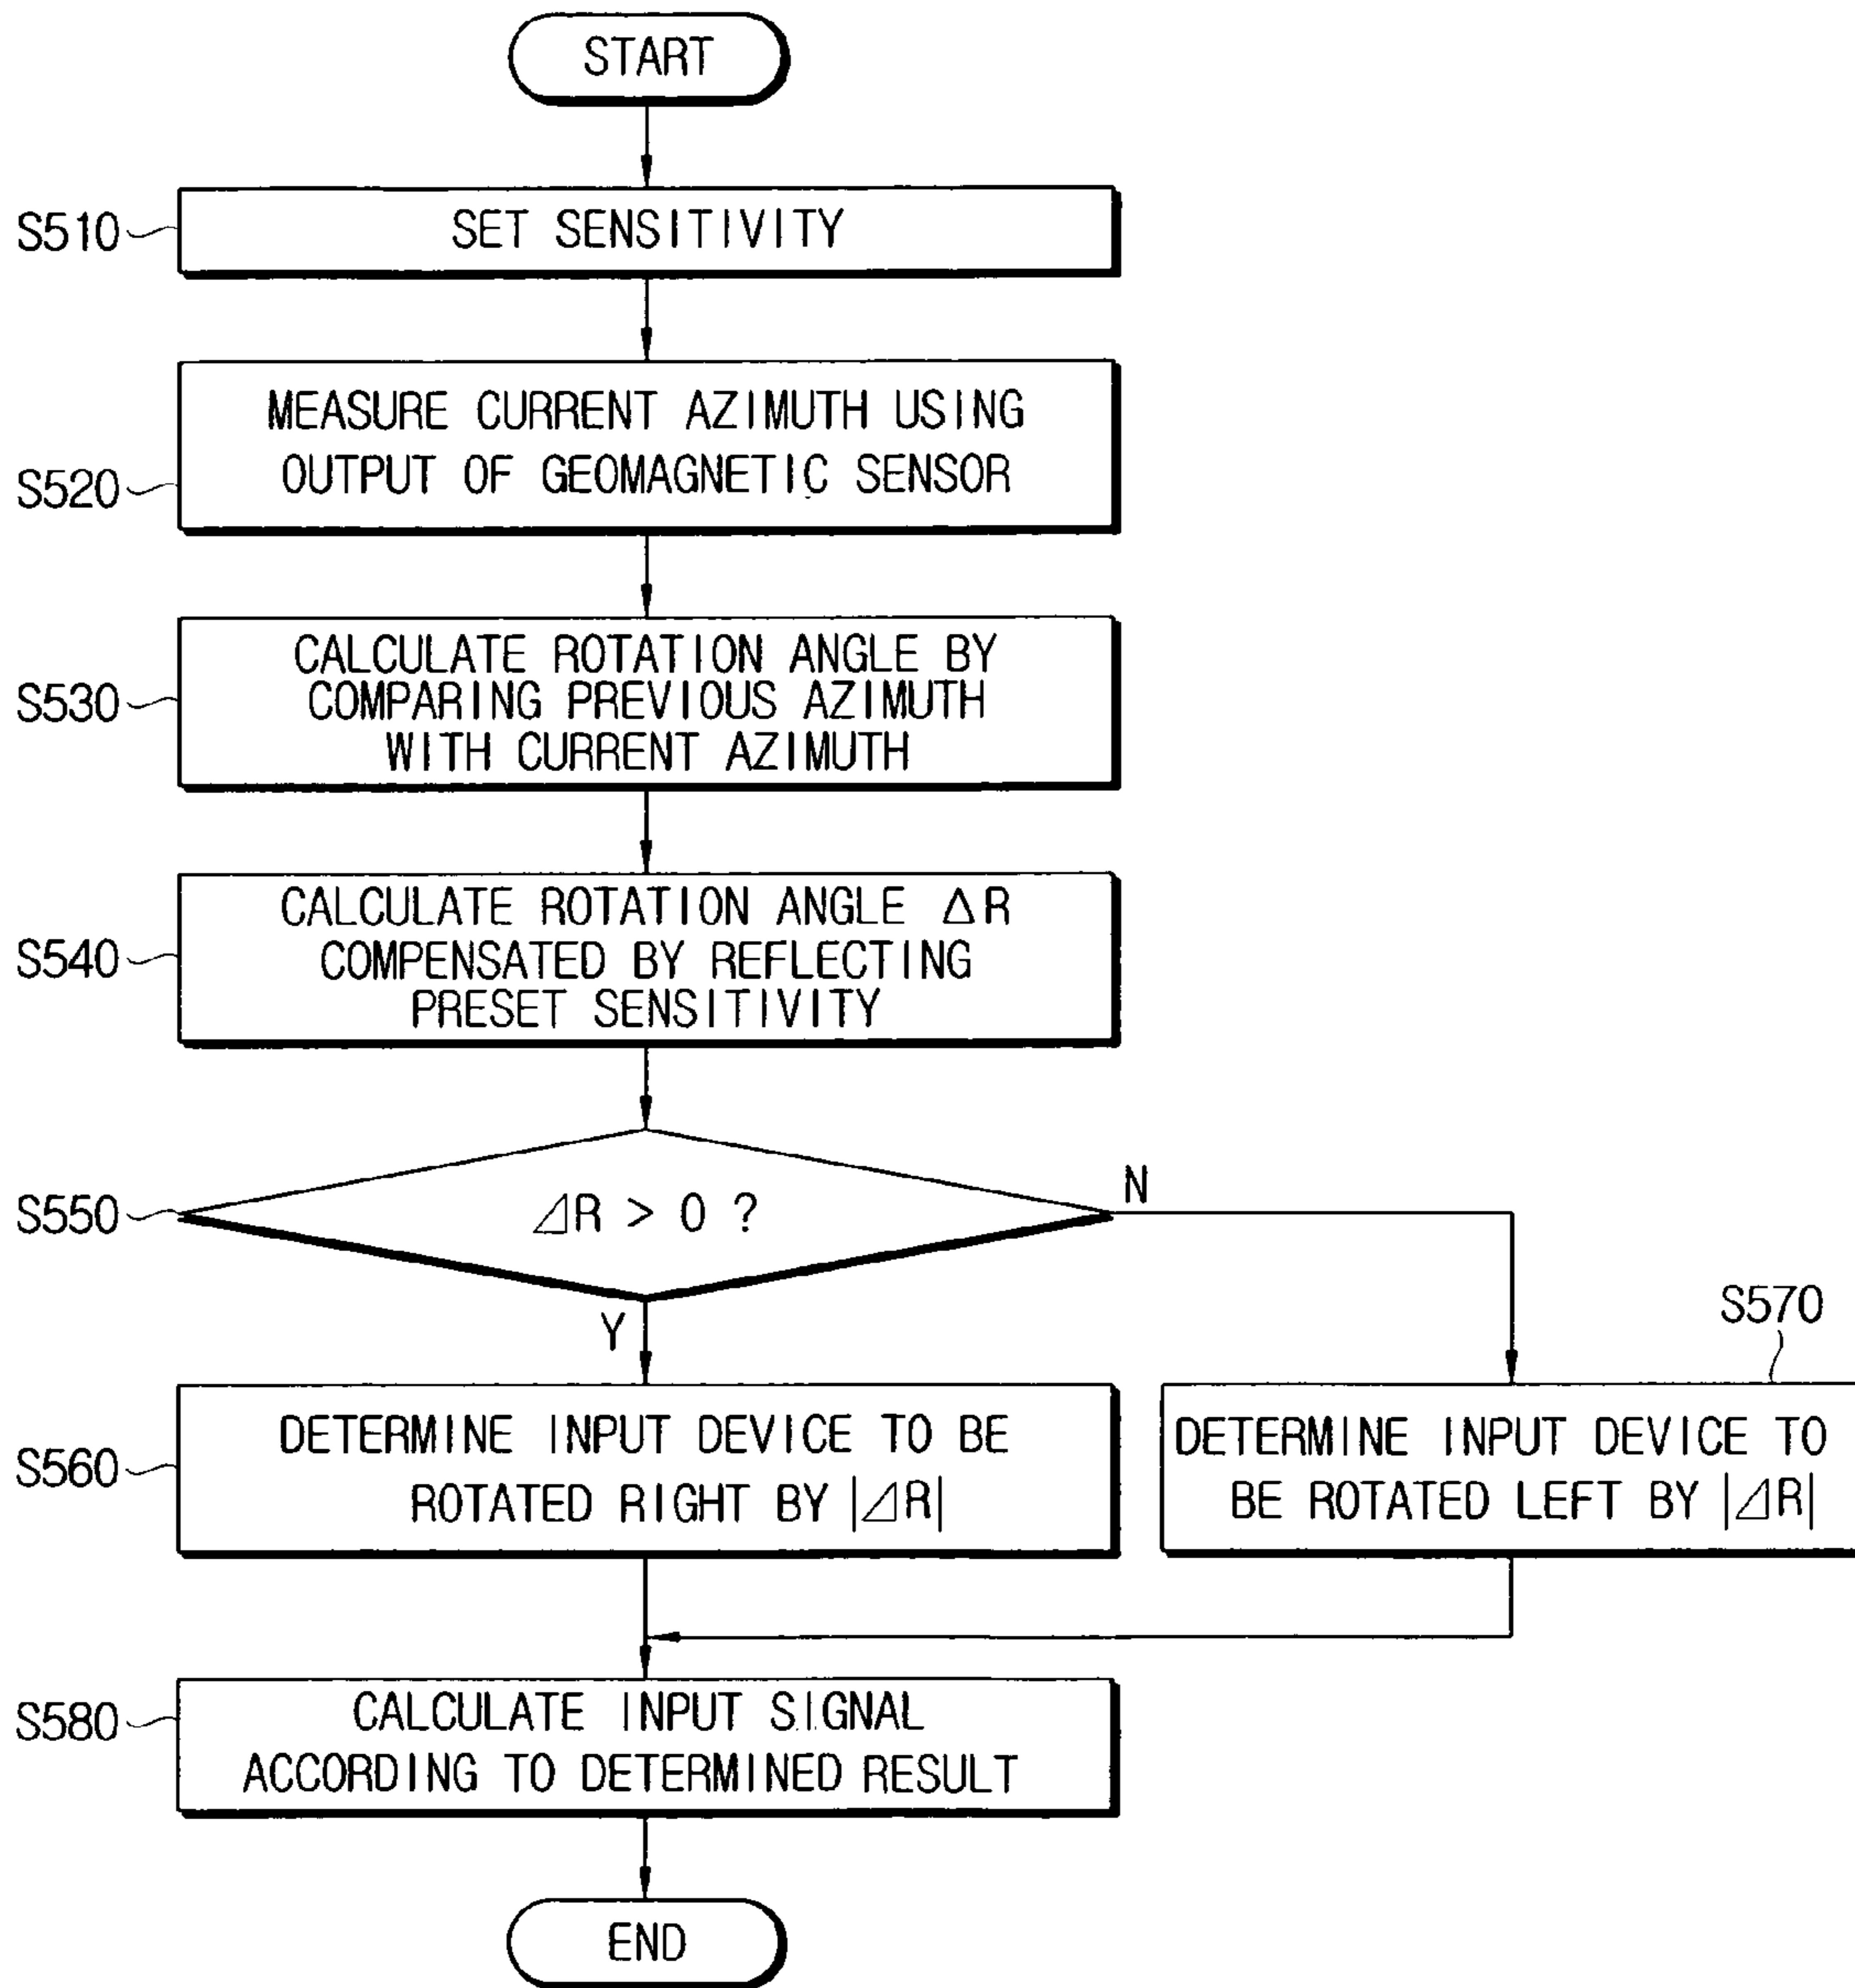 START
S510
SET SENSITIVITY
S520
MEASURE CURRENT AZIMUTH USING
OUTPUT OF GEOMAGNETIC SENSOR
S530
CALCULATE ROTATION ANGLE BY
COMPARING PREVIOUS AZIMUTH
WITH CURRENT AZIMUTH
S540
CALCULATE ROTATION ANGLE △R
COMPENSATED BY REFLECTING
PRESET SENSITIVITY
S550
⊿R > 0 ?
N
Y
S560
DETERMINE INPUT DEVICE TO BE
ROTATED RIGHT BY |⊿R|
S570
DETERMINE INPUT DEVICE TO
BE ROTATED LEFT BY |⊿R|
S580
CALCULATE INPUT SIGNAL
ACCORDING TO DETERMINED RESULT
END